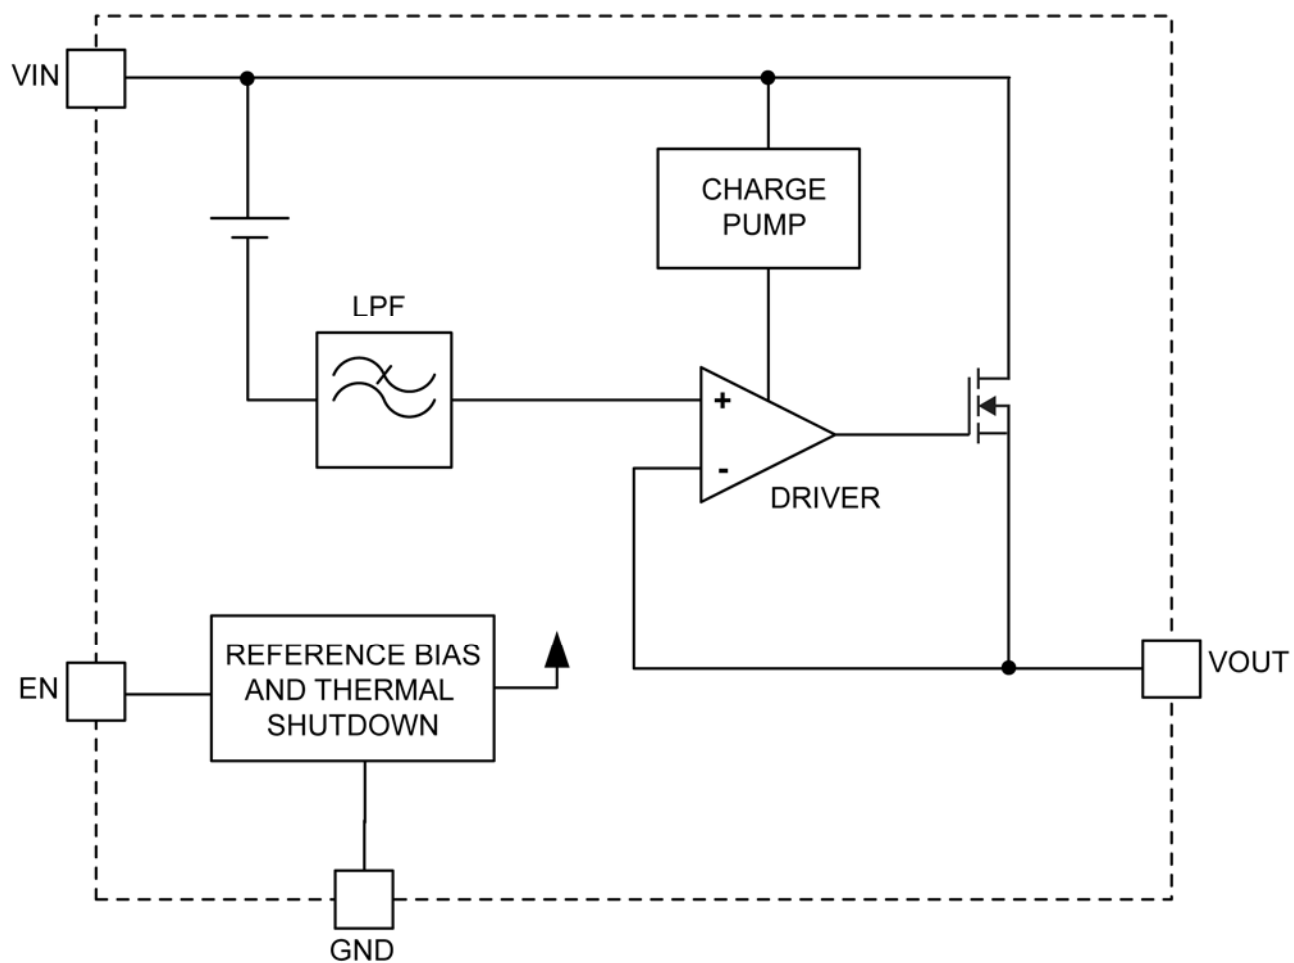 VIN
CHARGE
PUMP
LPF
+
-
DRIVER
REFERENCE BIAS
AND THERMAL
SHUTDOWN
EN
VOUT
GND